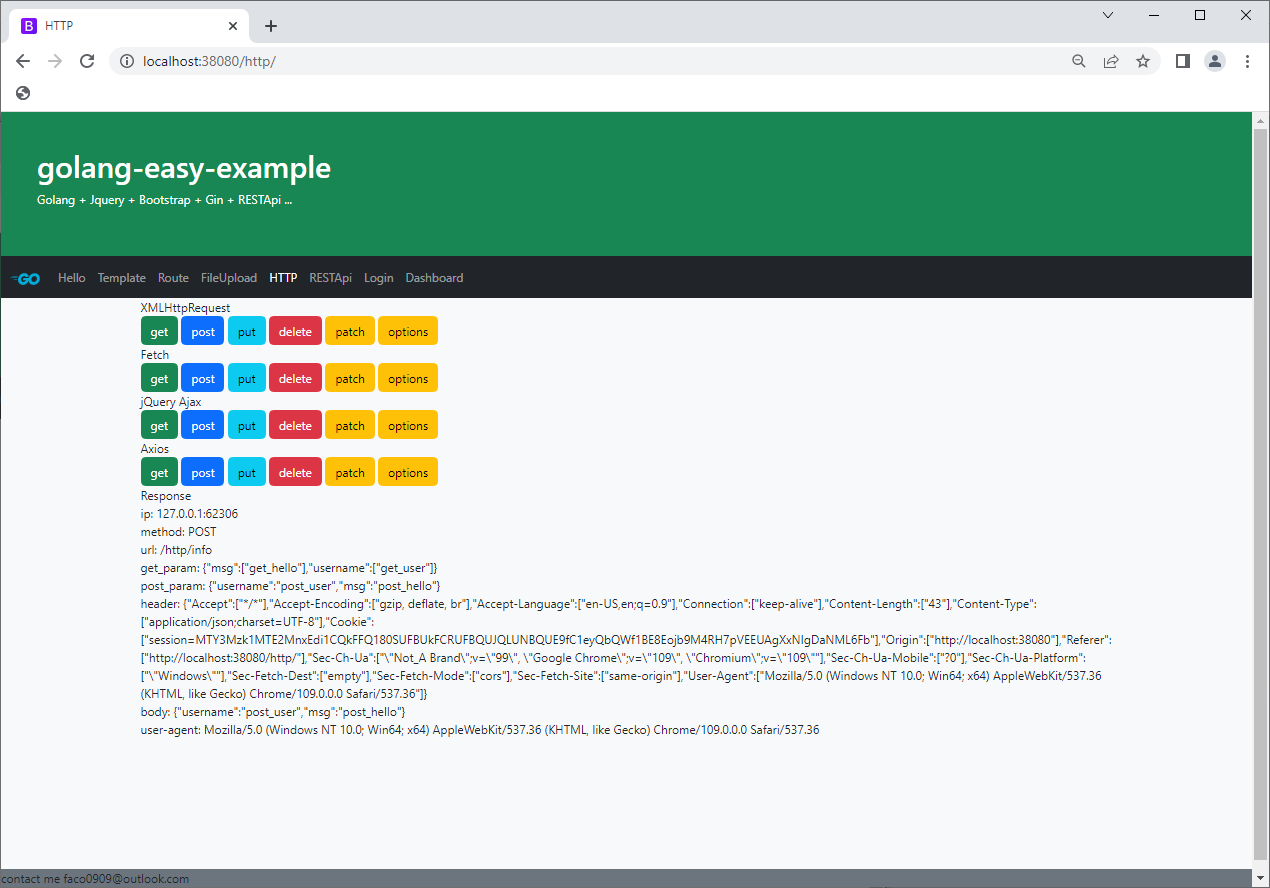 B HTTP
localhost:38080/http/
golang-easy-example
Golang + Jquery + Bootstrap + Gin + RESTApi ...
GO Hello Template Route FileUpload HTTP RESTApi Login Dashboard
XMLHttpRequest
get post put delete patch options
Fetch
get post put delete patch options
jQuery Ajax
get post put delete patch options
Axios
get post put delete patch options
Response
ip: 127.0.0.1:62306
method: POST
url: /http/info
get_param: {"msg":["get_hello"],"username":["get_user"]}
post_param: {"username":"post_user","msg":"post_hello"}
header: {"Accept":["*/*"],"Accept-Encoding":["gzip, deflate, br"],"Accept-Language":["en-US,en;q=0.9"],"Connection":["keep-alive"],"Content-Length":["43"],"Content-Type":
["application/json;charset=UTF-8"],"Cookie":
["session=MTY3Mzk1MTE2MnxEdi1CQkFFQ180SUFBUkFCRUFBQUJQLUNBQUE9fC1eyQbQWf1BE8Eojb9M4RH7pVEEUAgXxNIgDaNML6Fb"],"Origin":["http://localhost:38080"],"Referer":
["http://localhost:38080/http/"],"Sec-Ch-Ua":["\"Not_A Brand\";v=\"99\", \"Google Chrome\";v=\"109\", \"Chromium\";v=\"109\""],"Sec-Ch-Ua-Mobile":["?0"],"Sec-Ch-Ua-Platform":
["\"Windows\""],"Sec-Fetch-Dest":["empty"],"Sec-Fetch-Mode":["cors"],"Sec-Fetch-Site":["same-origin"],"User-Agent":["Mozilla/5.0 (Windows NT 10.0; Win64; x64) AppleWebKit/537.36
(KHTML, like Gecko) Chrome/109.0.0.0 Safari/537.36"]}
body: {"username":"post_user","msg":"post_hello"}
user-agent: Mozilla/5.0 (Windows NT 10.0; Win64; x64) AppleWebKit/537.36 (KHTML, like Gecko) Chrome/109.0.0.0 Safari/537.36
contact me faco0909@outlook.com